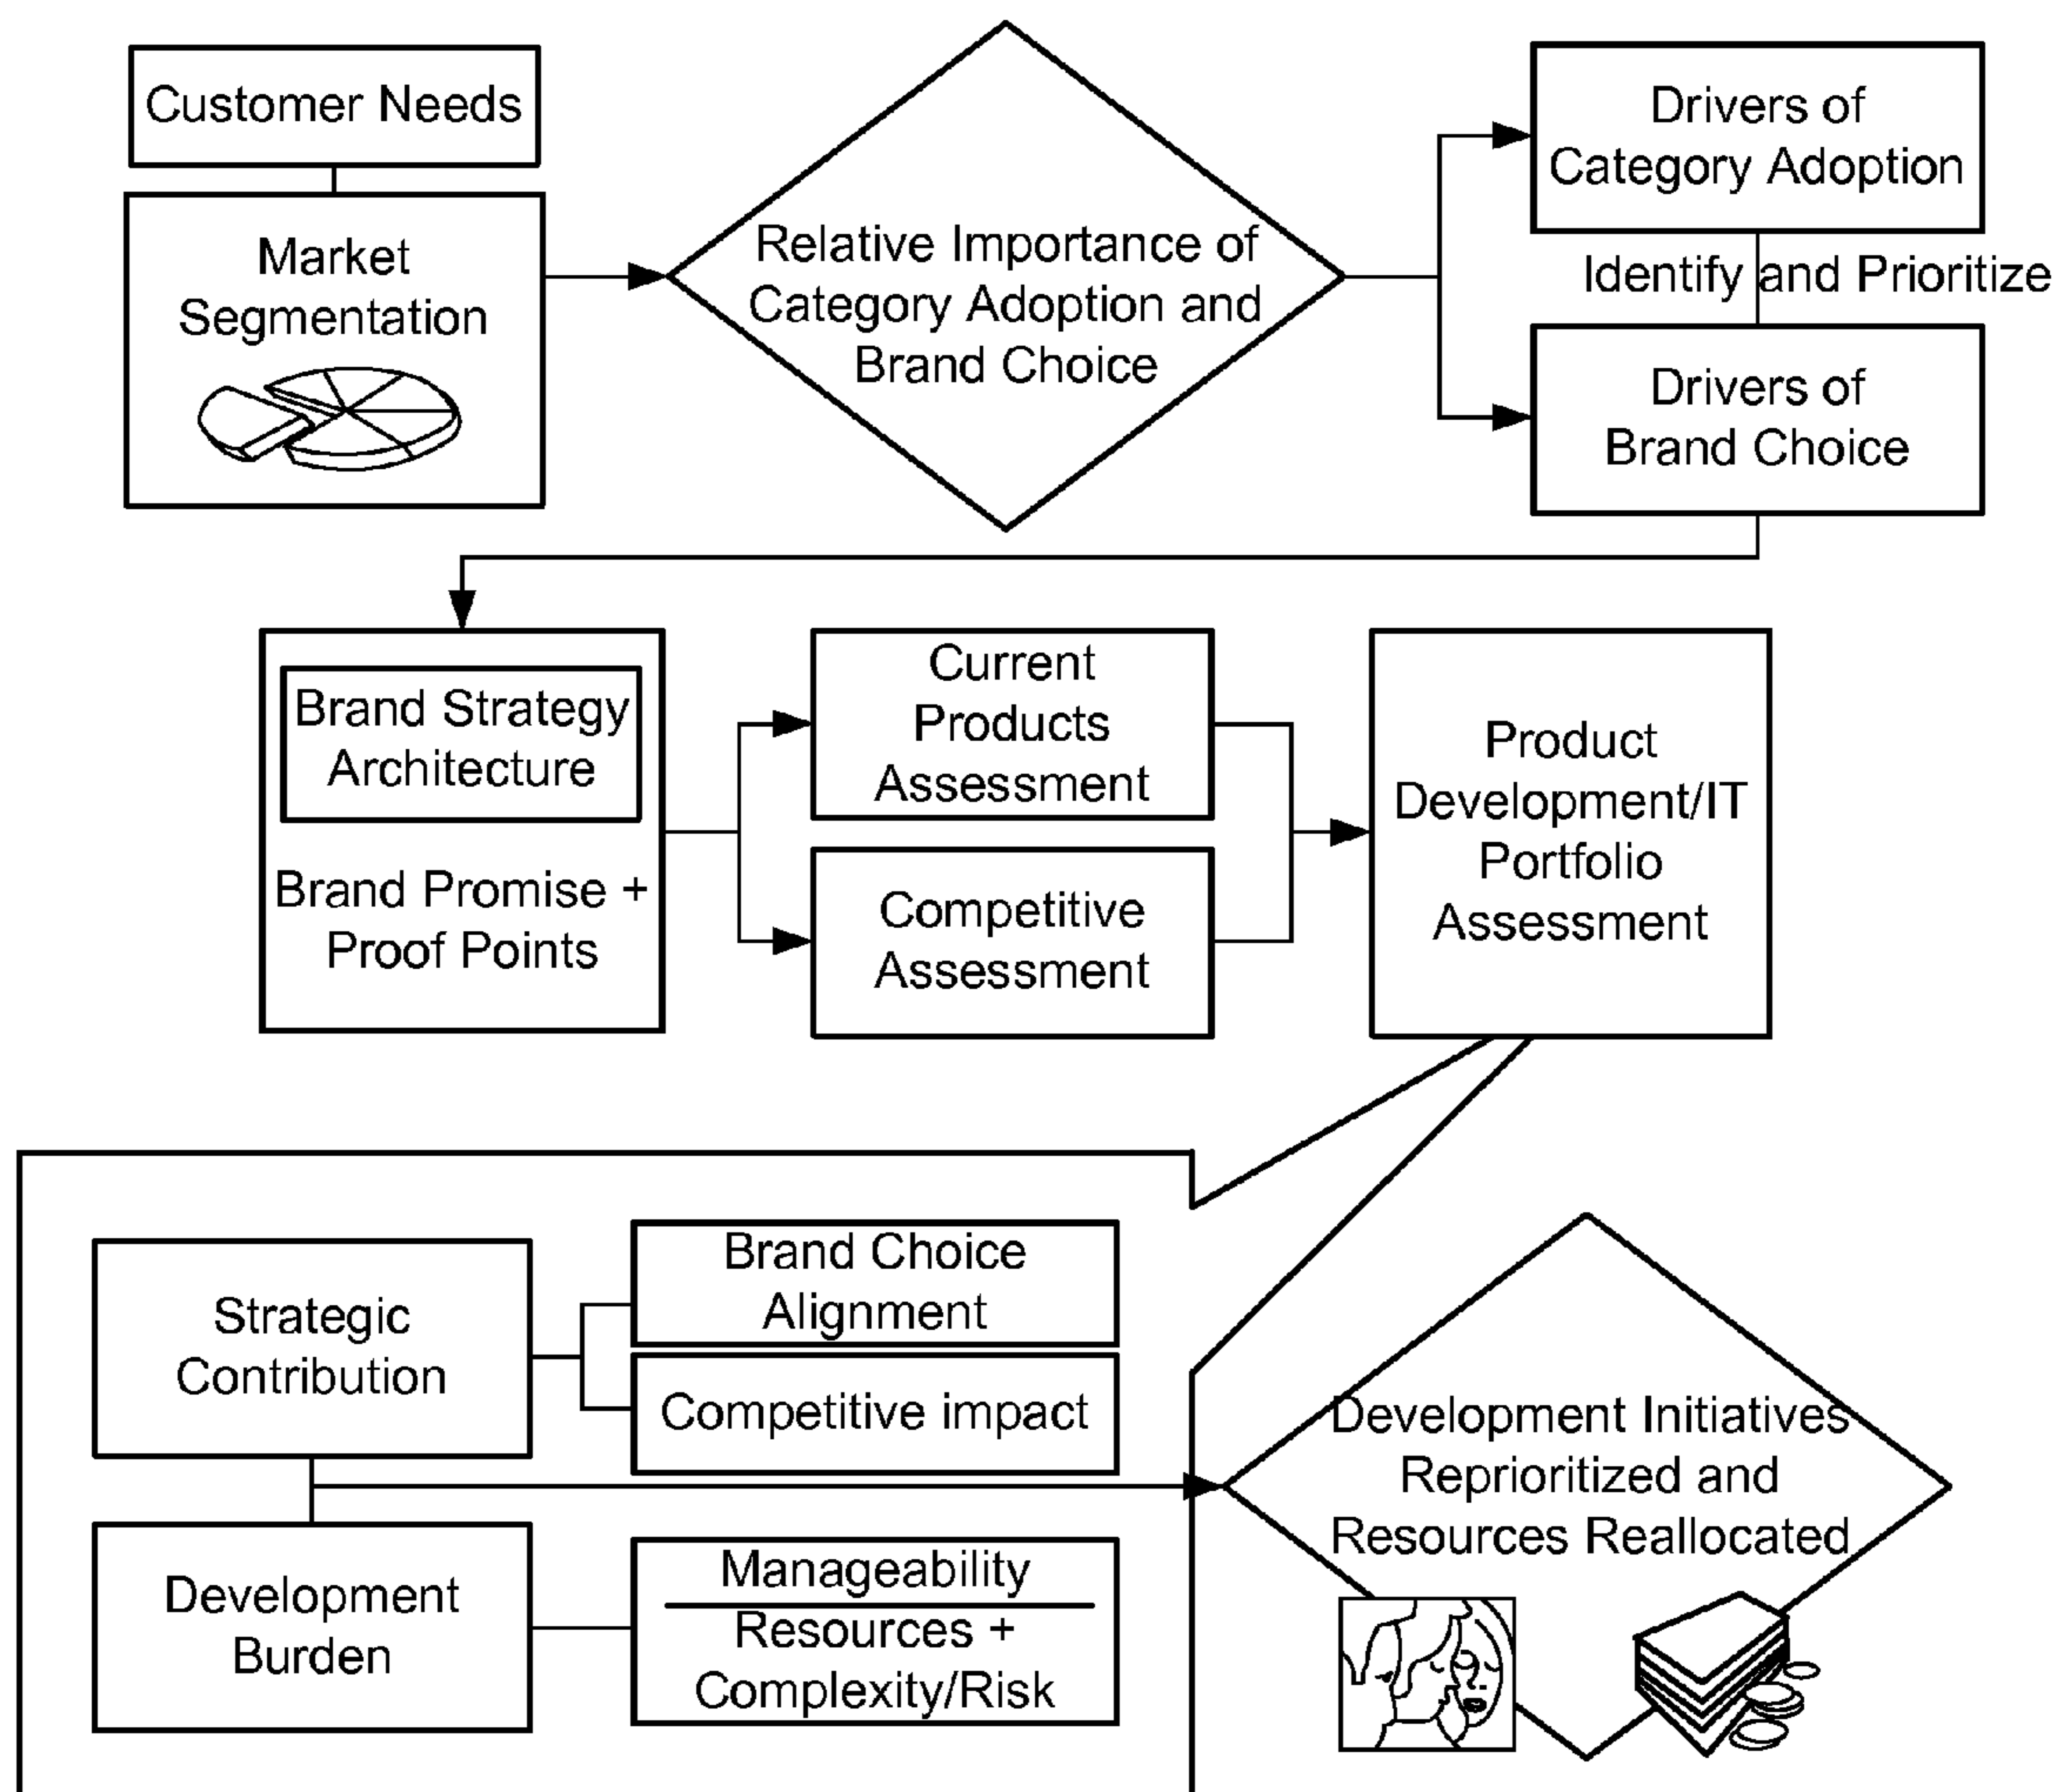 Customer Needs
Market
Segmentation
Relative Importance of
Category Adoption and
Brand Choice
Drivers of
Category Adoption
Identify and Prioritize
Drivers of
Brand Choice
Brand Strategy
Architecture
Brand Promise +
Proof Points
Current
Products
Assessment
Competitive
Assessment
Product
Development/IT
Portfolio
Assessment
Strategic
Contribution
Brand Choice
Alignment
Competitive impact
Development
Burden
Manageability
Resources +
Complexity/Risk
Development Initiatives
Reprioritized and
Resources Reallocated